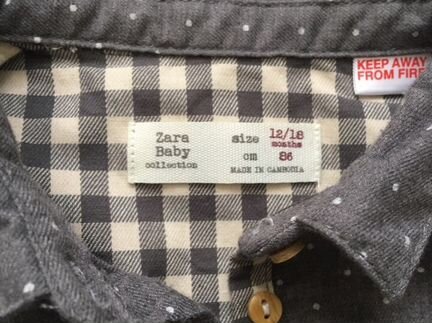 KEEP AWAY
FROM FIRE
Zara
Baby
collection
size 12/18
months
cm 86
MADE IN CAMBODIA